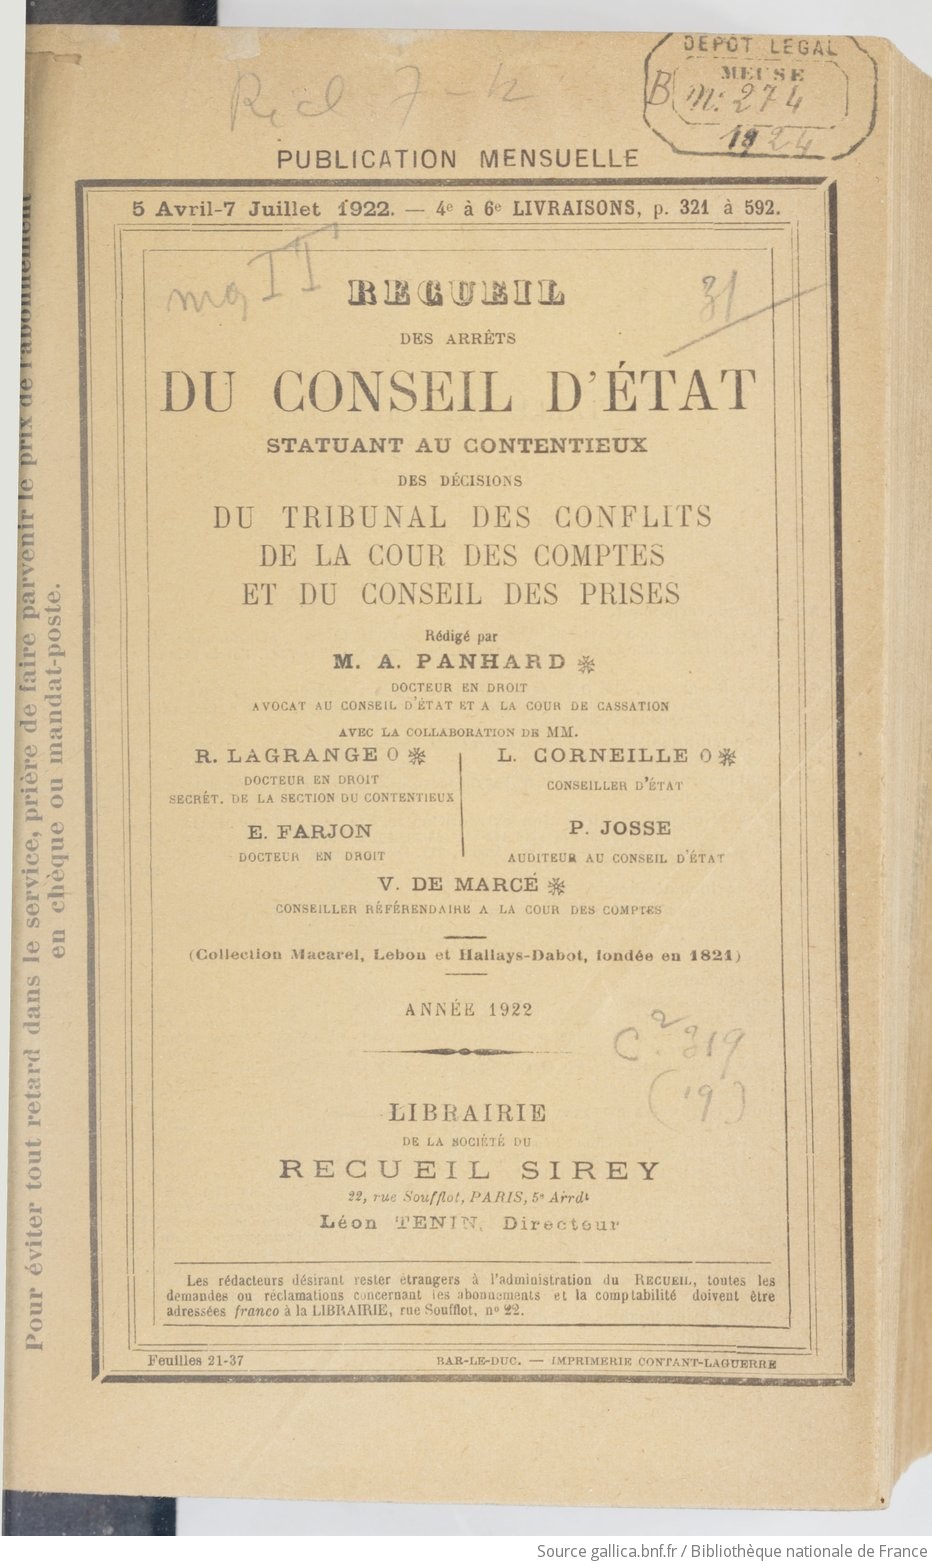 DEPOT LEGAL
MEUSE
B
n: 274
1924
PUBLICATION MENSUELLE
5 Avril-7 Juillet 1922. — 4e à 6e LIVRAISONS, p. 321 à 592.
31
RECUEIL
DES ARRÊTS
DU CONSEIL D'ÉTAT
STATUANT AU CONTENTIEUX
DES DÉCISIONS
DU TRIBUNAL DES CONFLITS
DE LA COUR DES COMPTES
ET DU CONSEIL DES PRISES
Rédigé par
M. A. PANHARD
DOCTEUR EN DROIT
AVOCAT AU CONSEIL D'ÉTAT ET A LA COUR DE CASSATION
AVEC LA COLLABORATION DE MM.
R. LAGRANGE O
DOCTEUR EN DROIT
SECRÉT. DE LA SECTION DU CONTENTIEUX
E. FARJON
DOCTEUR EN DROIT
L. CORNEILLE O
CONSEILLER D'ÉTAT
P. JOSSE
AUDITEUR AU CONSEIL D'ÉTAT
V. DE MARCÉ
CONSEILLER RÉFÉRENDAIRE A LA COUR DES COMPTES
(Collection Macarel, Lebon et Hallays-Dabot, fondée en 1821)
ANNÉE 1922
C2. 319
(19)
LIBRAIRIE
DE LA SOCIÉTÉ DU
RECUEIL SIREY
22, rue Soufflot, PARIS, 5e Arrdt
Léon TENIN, Directeur
Les rédacteurs désirant rester étrangers à l'administration du RECUEIL, toutes les
demandes ou réclamations concernant les abonnements et la comptabilité doivent être
adressées franco à la LIBRAIRIE, rue Soufflot, no 22.
Feuilles 21-37
BAR-LE-DUC. — IMPRIMERIE CONTANT-LAGUERRE
Pour éviter tout retard dans le service, prière de faire parvenir le prix de l'abonnement
en chèque ou mandat-poste.
Source gallica.bnf.fr / Bibliothèque nationale de France